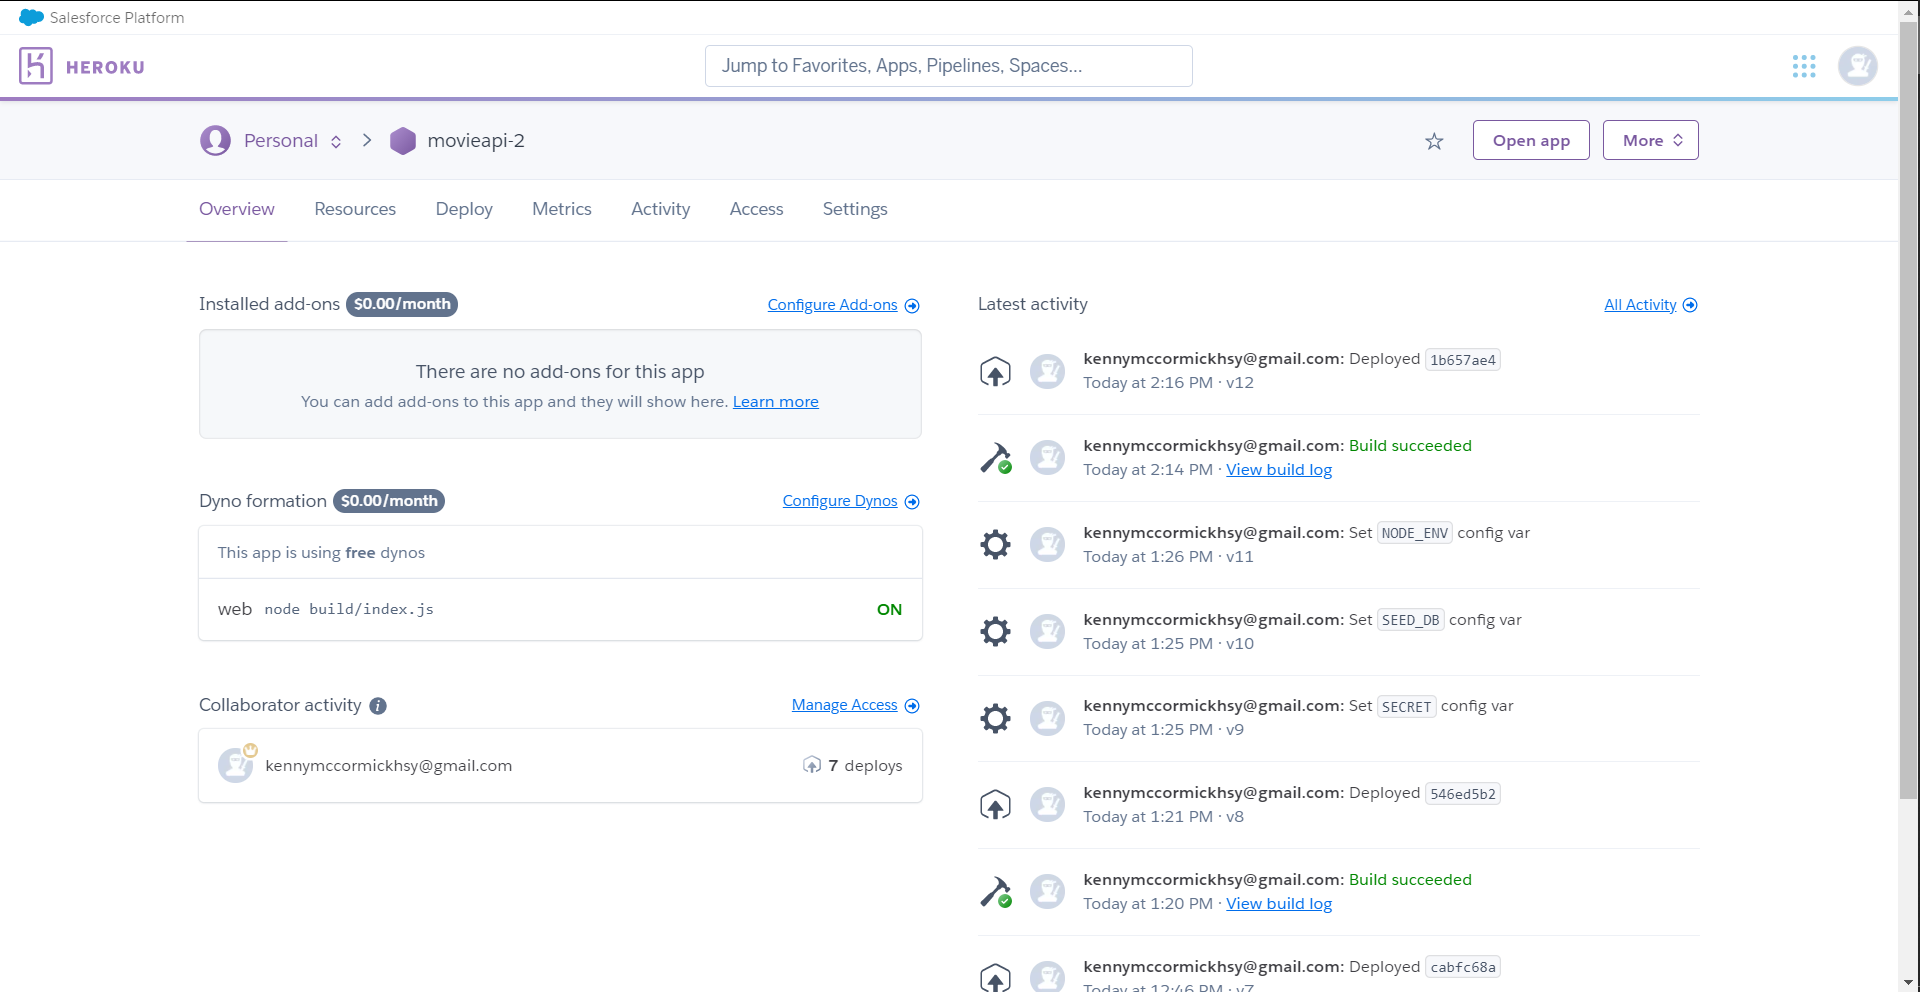 Salesforce Platform
HEROKU
Jump to Favorites, Apps, Pipelines, Spaces...
Personal
movieapi-2
Open app
More
Overview
Resources
Deploy
Metrics
Activity
Access
Settings
Installed add-ons $0.00/month
Configure Add-ons
There are no add-ons for this app
You can add add-ons to this app and they will show here. Learn more
Dyno formation $0.00/month
Configure Dynos
This app is using free dynos
web node build/index.js
ON
Collaborator activity i
Manage Access
kennymccormickhsy@gmail.com
7 deploys
Latest activity
All Activity
kennymccormickhsy@gmail.com: Deployed 1b657ae4
Today at 2:16 PM · v12
kennymccormickhsy@gmail.com: Build succeeded
Today at 2:14 PM · View build log
kennymccormickhsy@gmail.com: Set NODE_ENV config var
Today at 1:26 PM · v11
kennymccormickhsy@gmail.com: Set SEED_DB config var
Today at 1:25 PM · v10
kennymccormickhsy@gmail.com: Set SECRET config var
Today at 1:25 PM · v9
kennymccormickhsy@gmail.com: Deployed 546ed5b2
Today at 1:21 PM · v8
kennymccormickhsy@gmail.com: Build succeeded
Today at 1:20 PM · View build log
kennymccormickhsy@gmail.com: Deployed cabfc68a
Today at 12:46 PM · v7